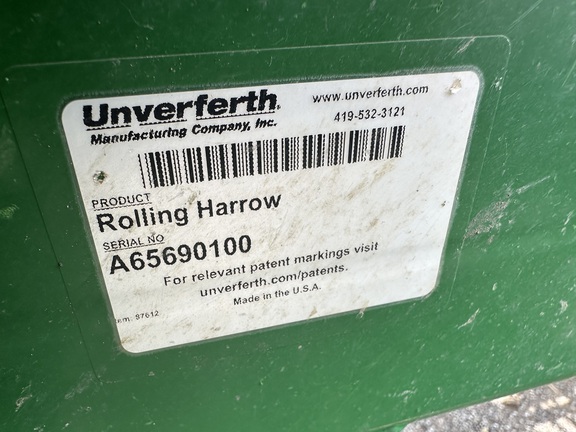 Unverferth
Manufacturing Company, Inc.
www.unverferth.com
419-532-3121
PRODUCT
Rolling Harrow
SERIAL NO
A65690100
For relevant patent markings visit
unverferth.com/patents.
Made in the U.S.A.
97612